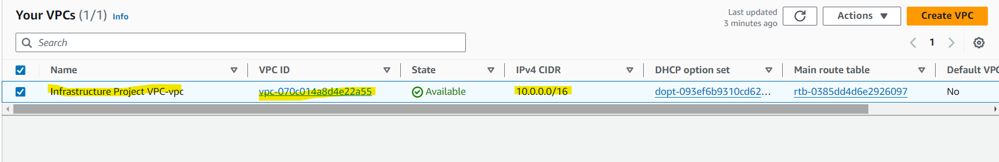 Your VPCs (1/1) Info
Last updated
3 minutes ago
Actions
Create VPC
Search
1
Name VPC ID State IPv4 CIDR DHCP option set Main route table Default VPC
Infrastructure Project VPC-vpc vpc-070c014a8d4e22a55 Available 10.0.0.0/16 dopt-093ef6b9310cd62... rtb-0385dd4d6e2926097 No